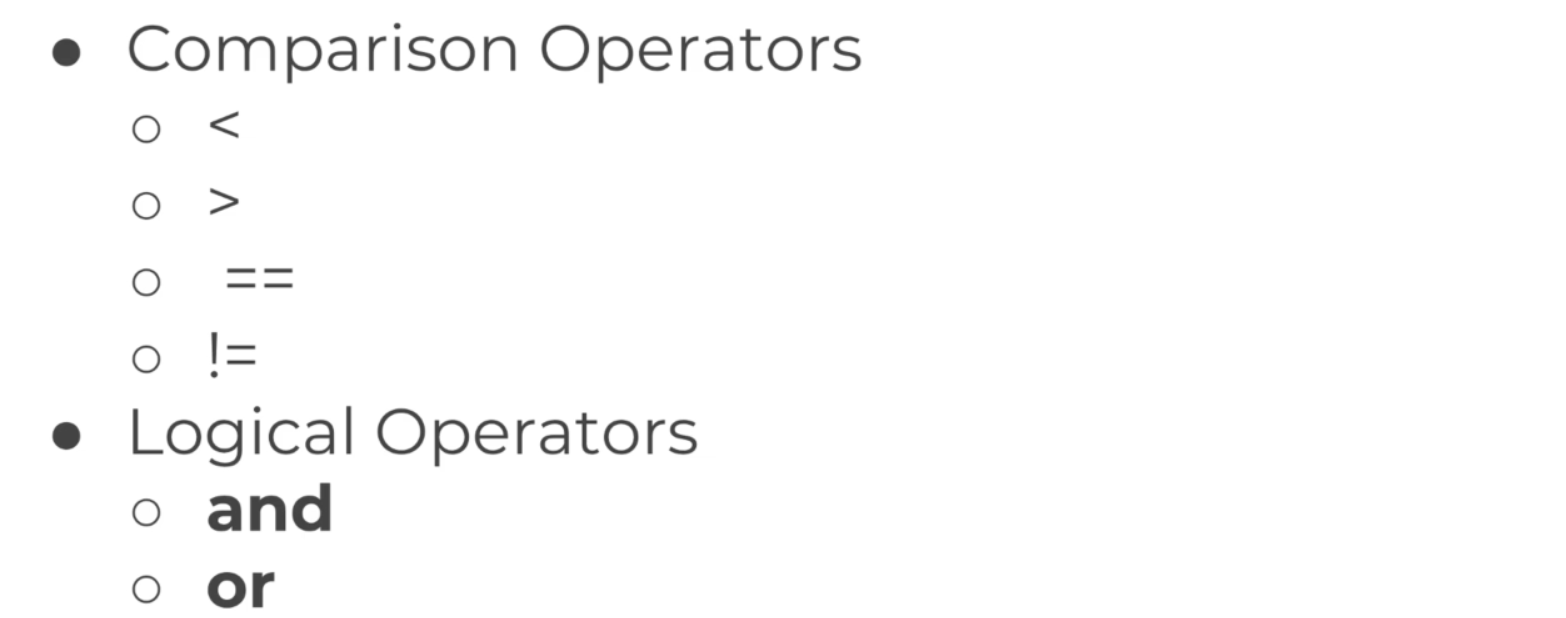 ● Comparison Operators
○ <
○ >
○ ==
○ !=
● Logical Operators
○ and
○ or